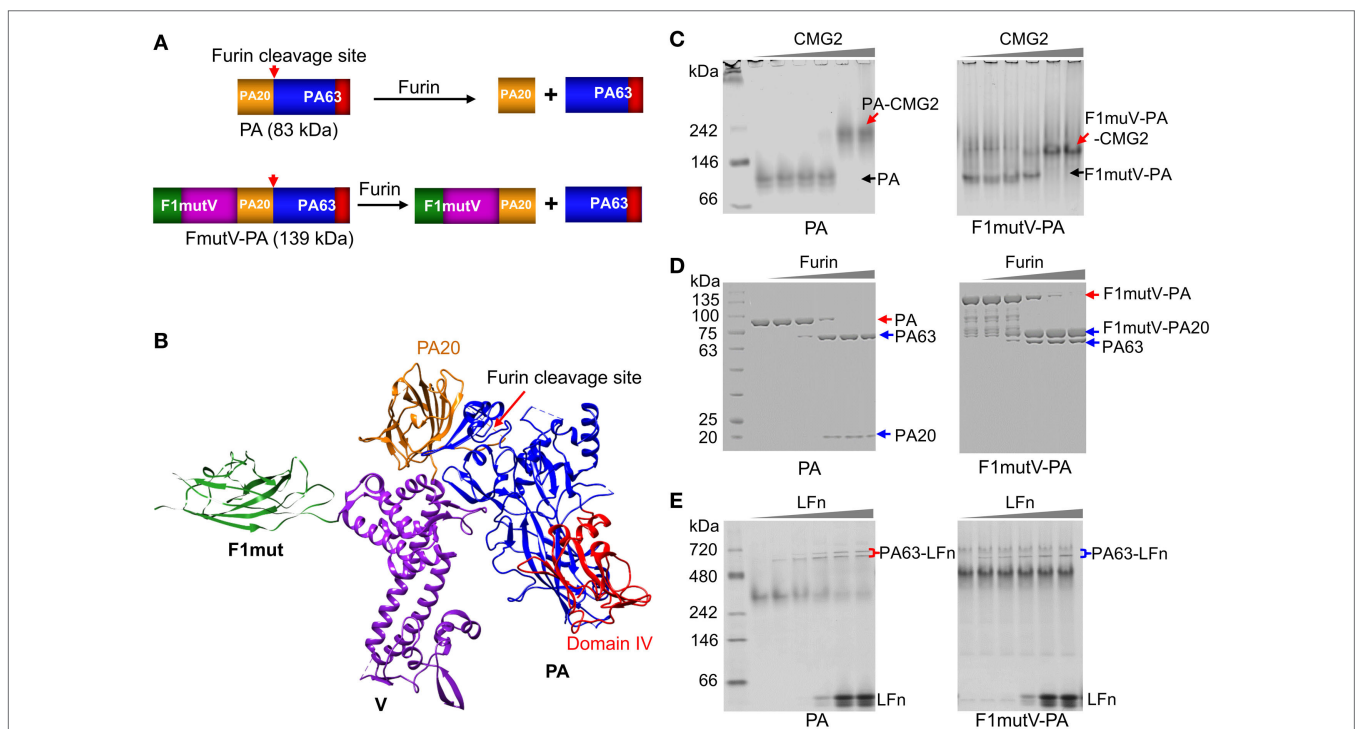 A
Furin cleavage site
PA20 PA63
Furin
PA20 + PA63
PA (83 kDa)
F1mutV PA20 PA63
Furin
F1mutV PA20 + PA63
FmutV-PA (139 kDa)
B
PA20
Furin cleavage site
F1mut
Domain IV
PA
V
C
CMG2
kDa
242
146
66
PA-CMG2
PA
PA
CMG2
F1muV-PA
-CMG2
F1mutV-PA
F1mutV-PA
D
Furin
kDa
135
100
75
63
25
20
PA
PA63
PA20
PA
Furin
F1mutV-PA
F1mutV-PA20
PA63
F1mutV-PA
E
LFn
kDa
720
480
242
146
66
PA63-LFn
LFn
PA
LFn
PA63-LFn
LFn
F1mutV-PA